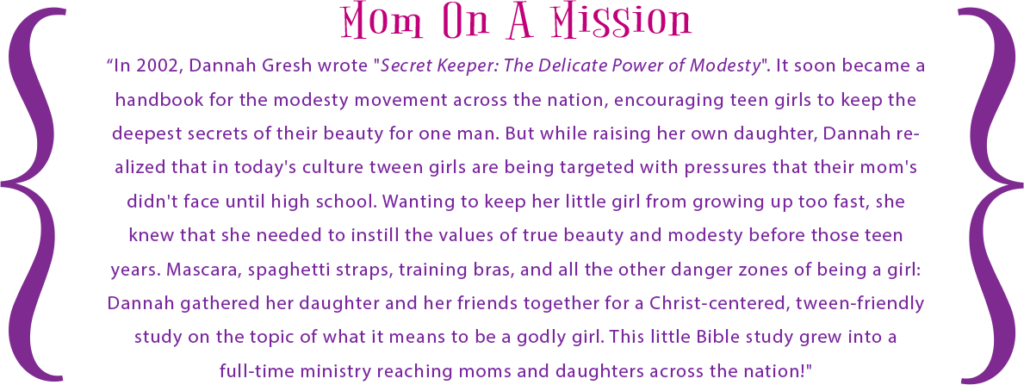 Mom On A Mission
“In 2002, Dannah Gresh wrote "Secret Keeper: The Delicate Power of Modesty". It soon became a
handbook for the modesty movement across the nation, encouraging teen girls to keep the
deepest secrets of their beauty for one man. But while raising her own daughter, Dannah re-
alized that in today's culture tween girls are being targeted with pressures that their mom's
didn't face until high school. Wanting to keep her little girl from growing up too fast, she
knew that she needed to instill the values of true beauty and modesty before those teen
years. Mascara, spaghetti straps, training bras, and all the other danger zones of being a girl:
Dannah gathered her daughter and her friends together for a Christ-centered, tween-friendly
study on the topic of what it means to be a godly girl. This little Bible study grew into a
full-time ministry reaching moms and daughters across the nation!"